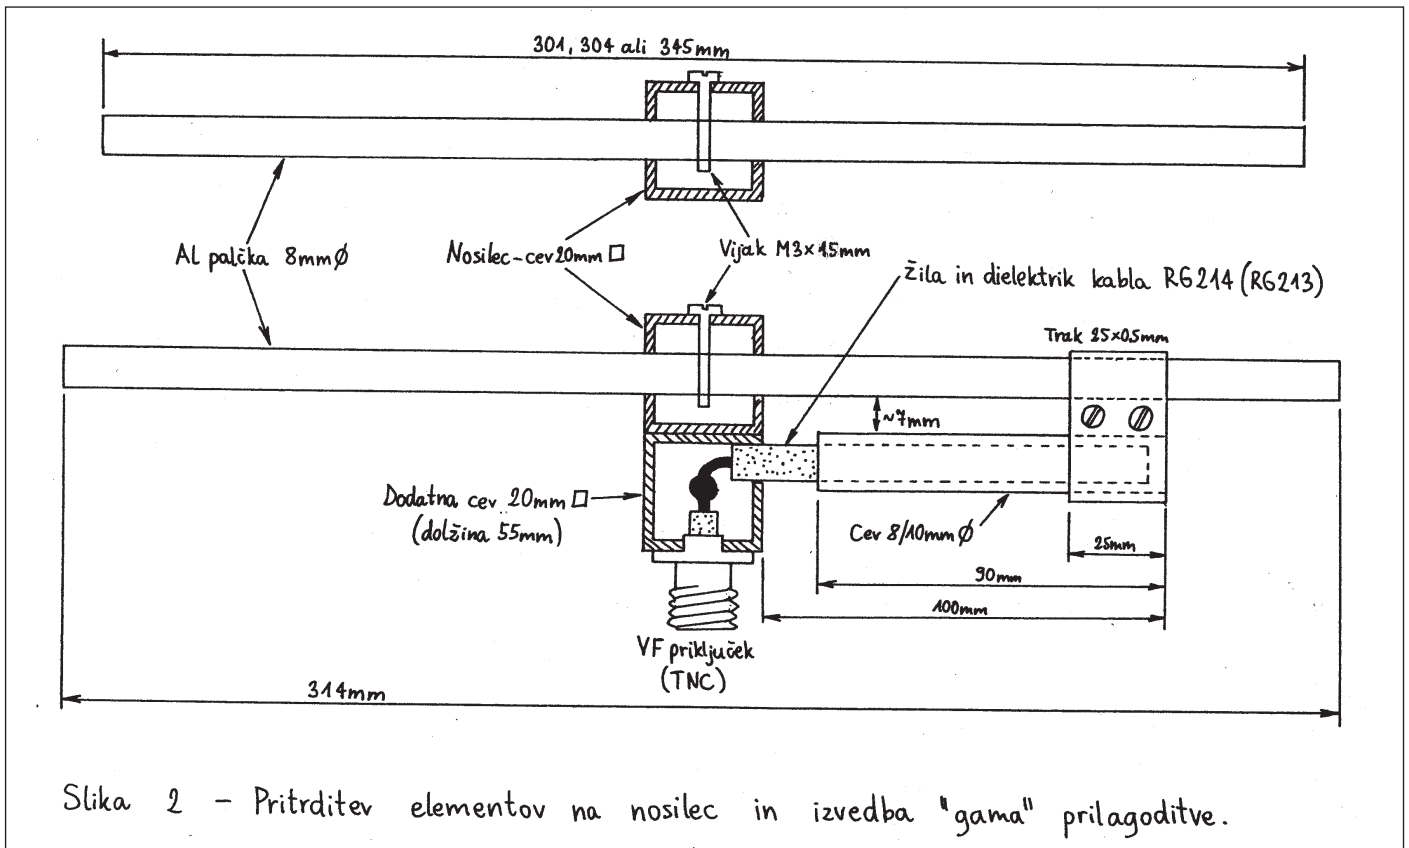 301, 304 ali 345mm
Al palčka 8mm∅
Nosilec-cev 20mm □
Vijak M3×15mm
žila in dielektrik kabla RG214 (RG213)
Trak 25×0.5mm
~7mm
Dodatna cev 20mm □
(dolžina 55mm)
Cev 8/10mm ∅
25mm
90mm
100mm
VF priključek
(TNC)
314mm
Slika 2 - Pritrditev elementov na nosilec in izvedba "gama" prilagoditve.